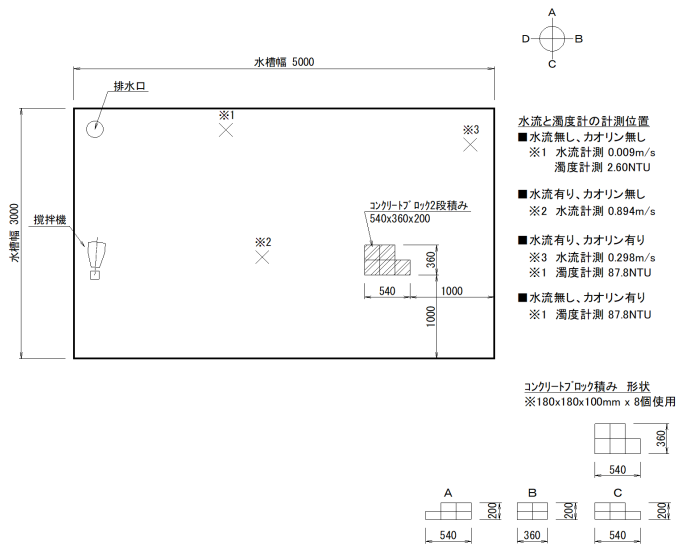 A
D
B
C
水槽幅 5000
排水口
※1
※3
水流と濁度計の計測位置
■水流無し、カオリン無し
※1 水流計測 0.009m/s
濁度計測 2.60NTU
■水流有り、カオリン無し
※2 水流計測 0.894m/s
■水流有り、カオリン有り
※3 水流計測 0.298m/s
※1 濁度計測 87.8NTU
■水流無し、カオリン有り
※1 濁度計測 87.8NTU
水槽幅 3000
撹拌機
※2
コンクリートブロック2段積み
540x360x200
360
540
1000
1000
コンクリートブロック積み 形状
※180x180x100mm x 8個使用
360
540
A
B
C
200
200
200
540
360
540